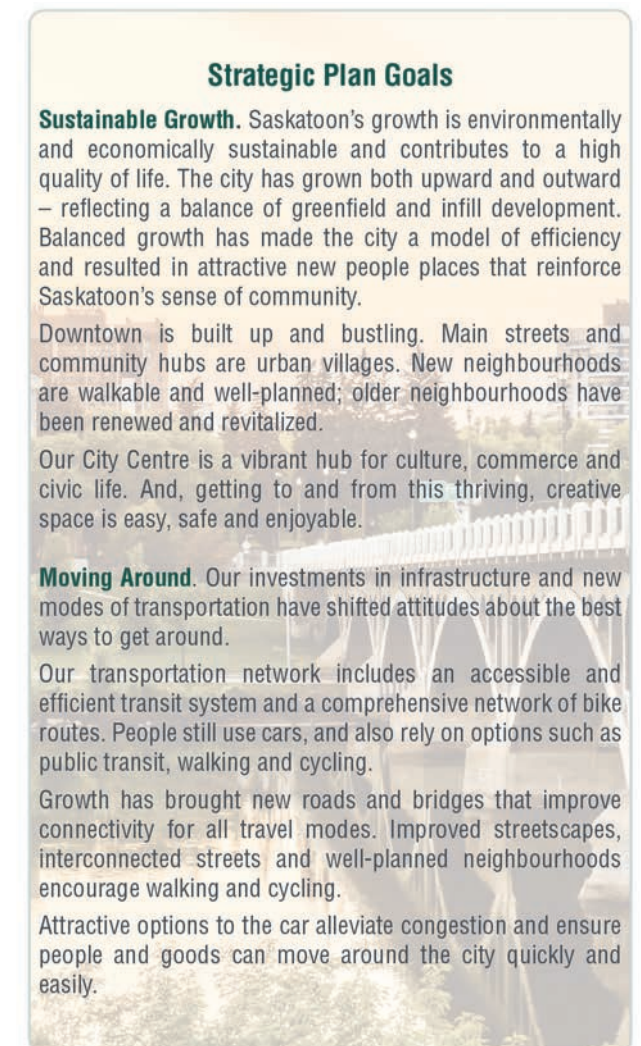 Strategic Plan Goals
Sustainable Growth. Saskatoon's growth is environmentally
and economically sustainable and contributes to a high
quality of life. The city has grown both upward and outward
– reflecting a balance of greenfield and infill development.
Balanced growth has made the city a model of efficiency
and resulted in attractive new people places that reinforce
Saskatoon's sense of community.
Downtown is built up and bustling. Main streets and
community hubs are urban villages. New neighbourhoods
are walkable and well-planned; older neighbourhoods have
been renewed and revitalized.
Our City Centre is a vibrant hub for culture, commerce and
civic life. And, getting to and from this thriving, creative
space is easy, safe and enjoyable.
Moving Around. Our investments in infrastructure and new
modes of transportation have shifted attitudes about the best
ways to get around.
Our transportation network includes an accessible and
efficient transit system and a comprehensive network of bike
routes. People still use cars, and also rely on options such as
public transit, walking and cycling.
Growth has brought new roads and bridges that improve
connectivity for all travel modes. Improved streetscapes,
interconnected streets and well-planned neighbourhoods
encourage walking and cycling.
Attractive options to the car alleviate congestion and ensure
people and goods can move around the city quickly and
easily.